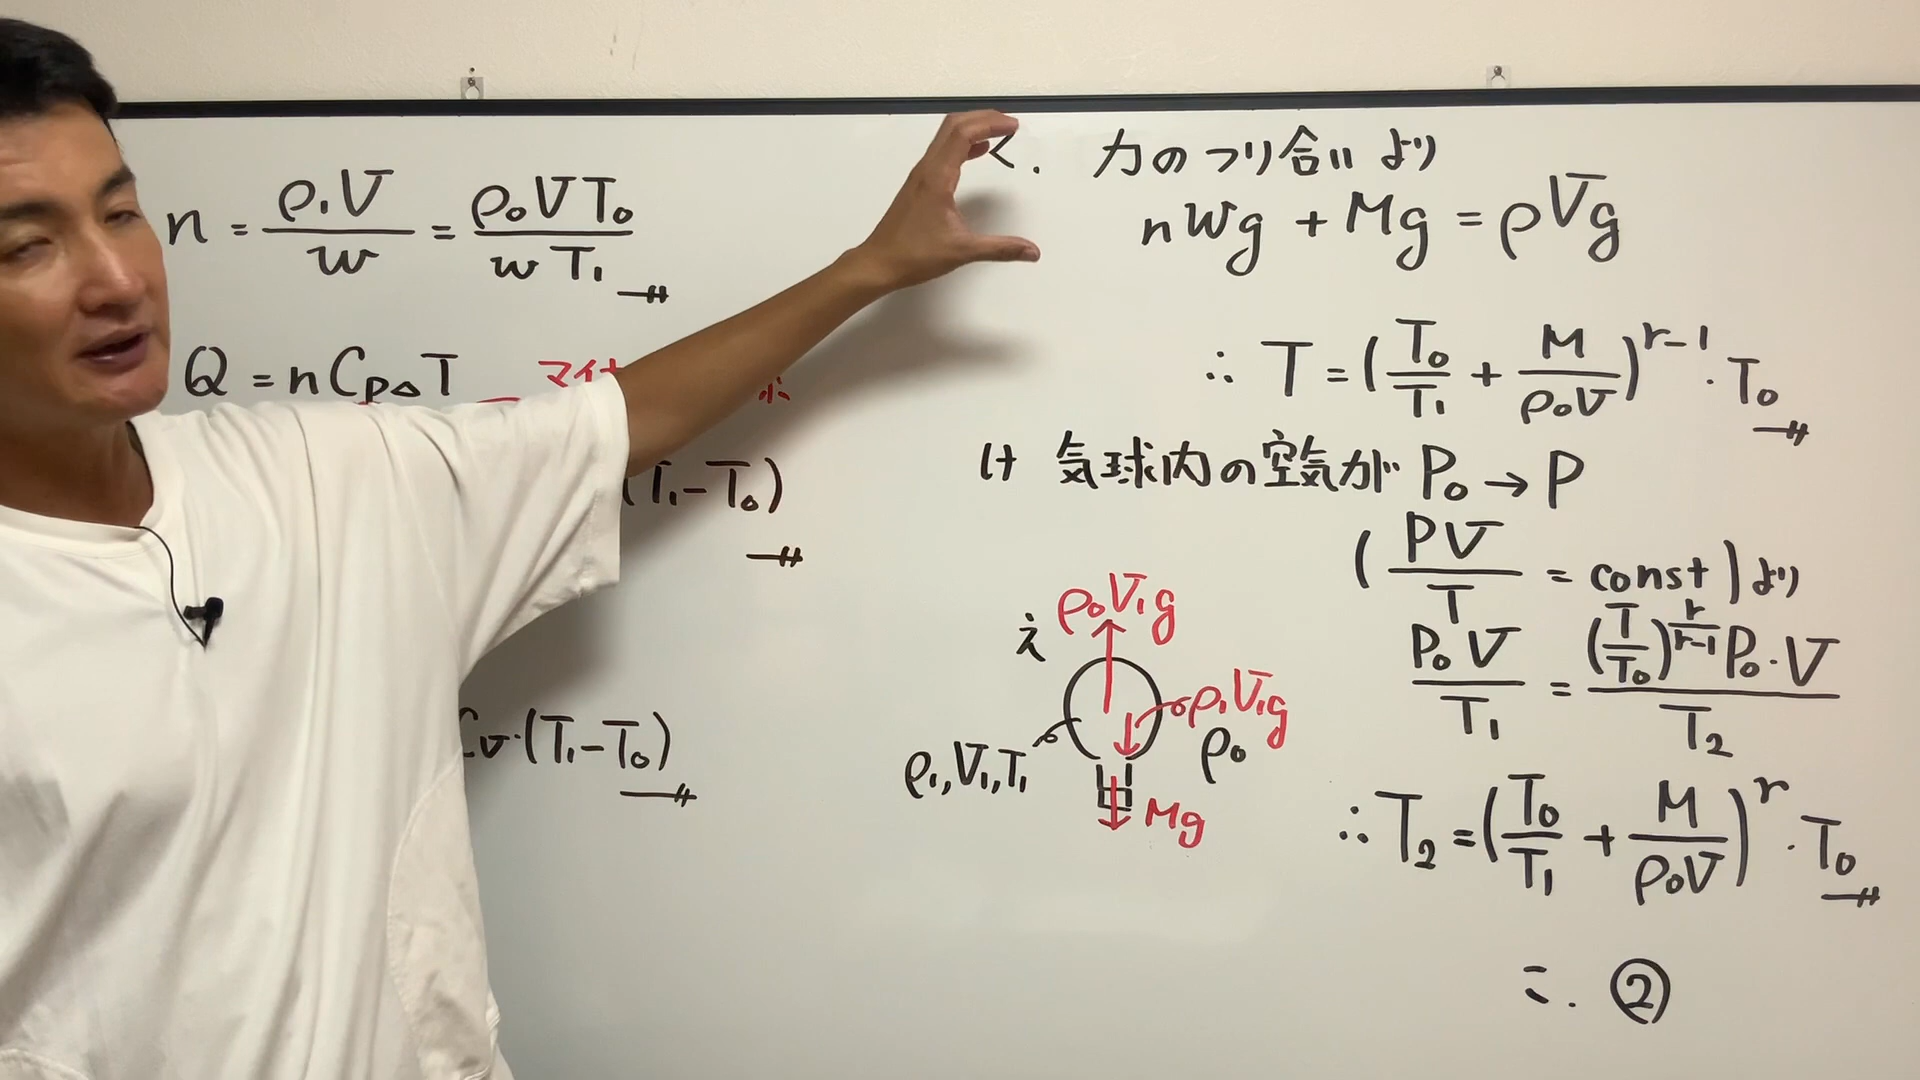 n = ρ₁V/w = ρ₀VT₀/wT₁
Q = nCpΔT
(T₁-T₀)
Cv・(T₁-T₀)
く. 力のつり合いより
nwg + Mg = ρVg
∴ T = (T₀/T₁ + M/ρ₀V)^(r-1)・T₀
け 気球内の空気が P₀→P
(PV/T = const)より
P₀V/T₁ = (T/T₀)^(r/(r-1)) P₀・V/T₂
∴ T₂ = (T₀/T₁ + M/ρ₀V)^r・T₀
こ. ②
え
ρ₀V₁g
ρ₁V₁g
ρ₀
ρ₁,V₁,T₁
Mg